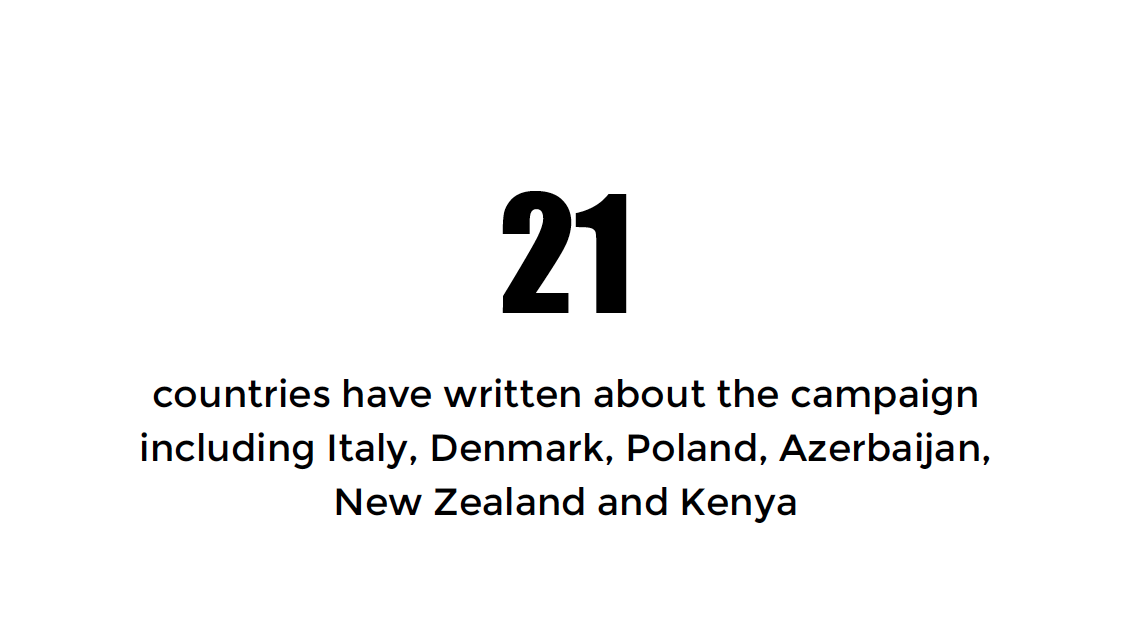 21
countries have written about the campaign
including Italy, Denmark, Poland, Azerbaijan,
New Zealand and Kenya